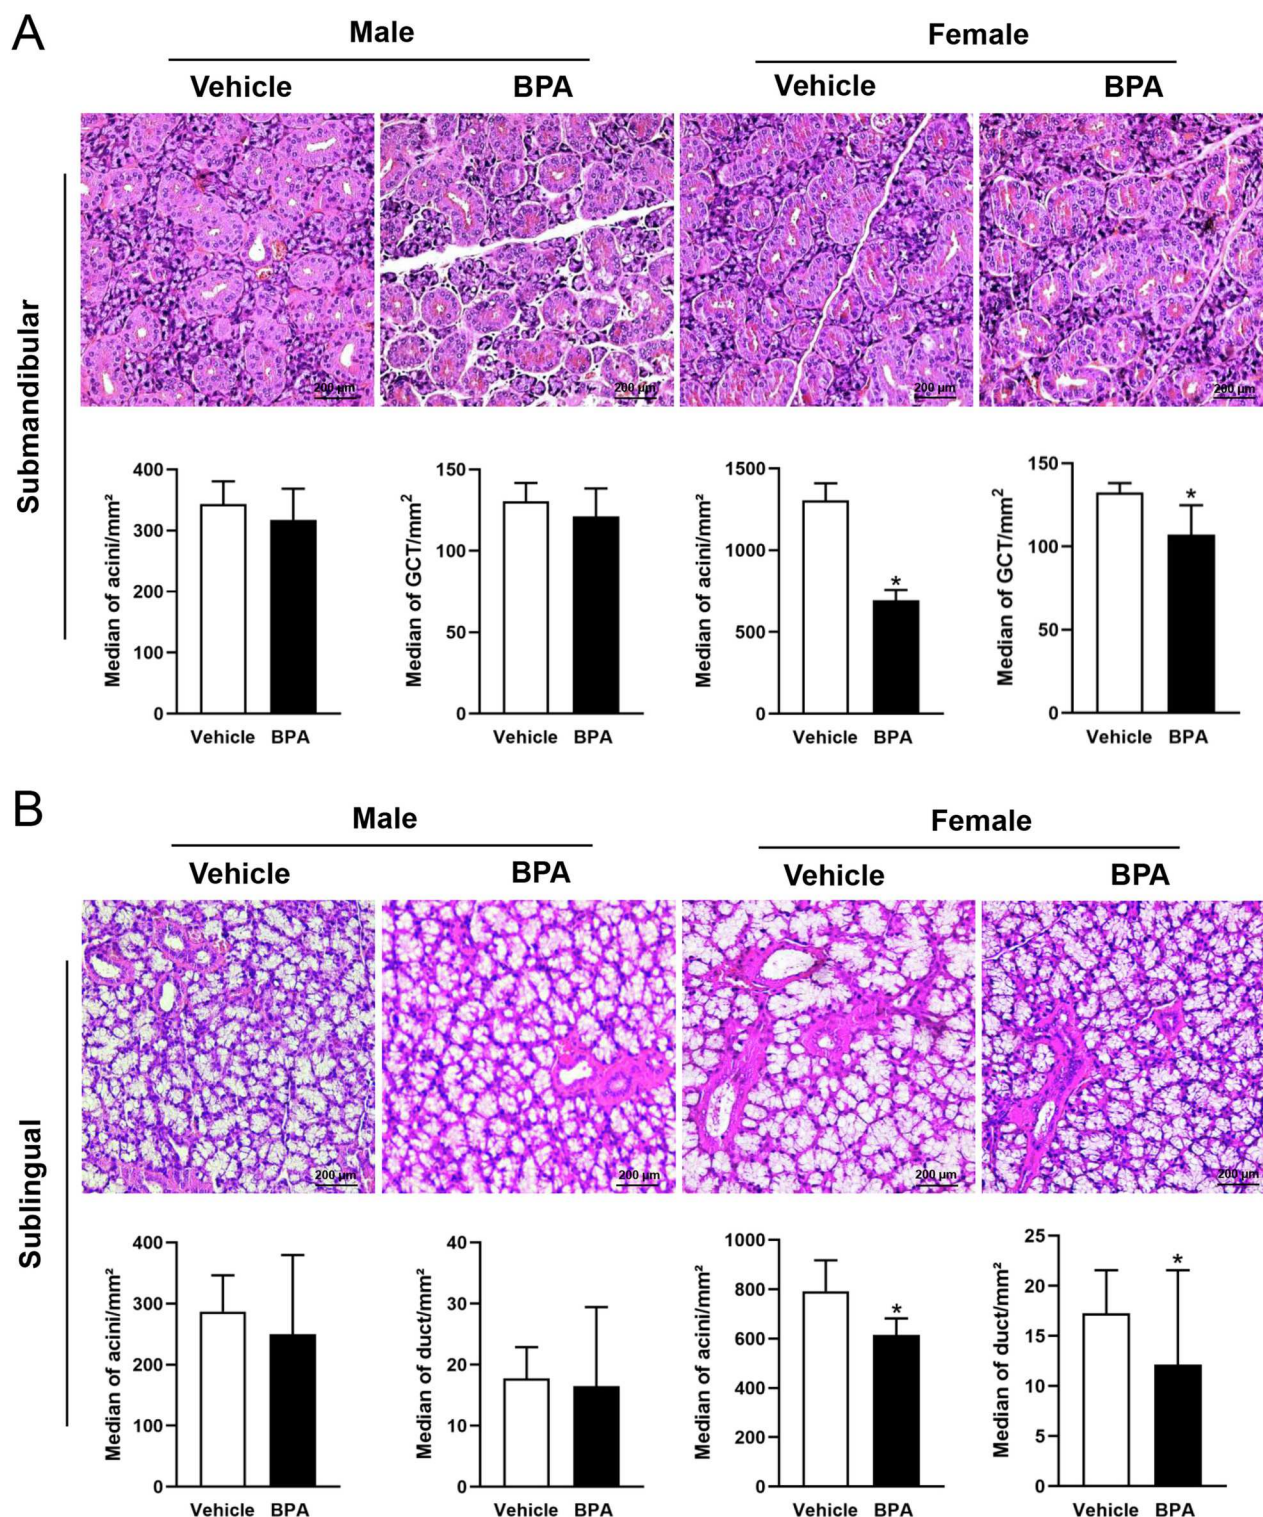 A
Male
Female
Vehicle
BPA
Vehicle
BPA
Submandibular
200 µm
200 µm
200 µm
200 µm
Median of acini/mm²
400
300
200
100
0
Vehicle
BPA
Median of GCT/mm²
150
100
50
0
Vehicle
BPA
Median of acini/mm²
1500
1000
500
0
*
Vehicle
BPA
Median of GCT/mm²
150
100
50
0
*
Vehicle
BPA
B
Male
Female
Vehicle
BPA
Vehicle
BPA
Sublingual
200 µm
200 µm
200 µm
200 µm
Median of acini/mm²
400
300
200
100
0
Vehicle
BPA
Median of duct/mm²
40
30
20
10
0
Vehicle
BPA
Median of acini/mm²
1000
800
600
400
200
0
*
Vehicle
BPA
Median of duct/mm²
25
20
15
10
5
0
*
Vehicle
BPA